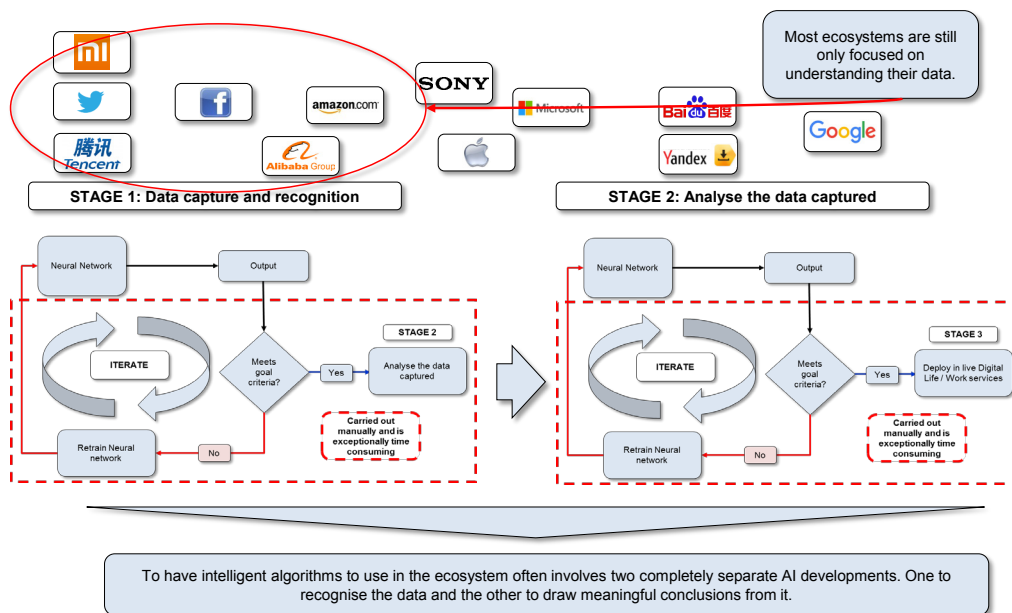 mi
Most ecosystems are still
only focused on
understanding their data.
SONY
f
amazon.com
Microsoft
Bai du 百度
Google
腾讯
Tencent
Alibaba Group
Yandex
STAGE 1: Data capture and recognition
STAGE 2: Analyse the data captured
Neural Network
Output
ITERATE
Meets
goal
criteria?
Yes
STAGE 2
Analyse the data
captured
Carried out
manually and is
exceptionally time
consuming
No
Retrain Neural
network
Neural Network
Output
ITERATE
Meets
goal
criteria?
Yes
STAGE 3
Deploy in live Digital
Life / Work services
Carried out
manually and is
exceptionally time
consuming
No
Retrain Neural
network
To have intelligent algorithms to use in the ecosystem often involves two completely separate AI developments. One to
recognise the data and the other to draw meaningful conclusions from it.